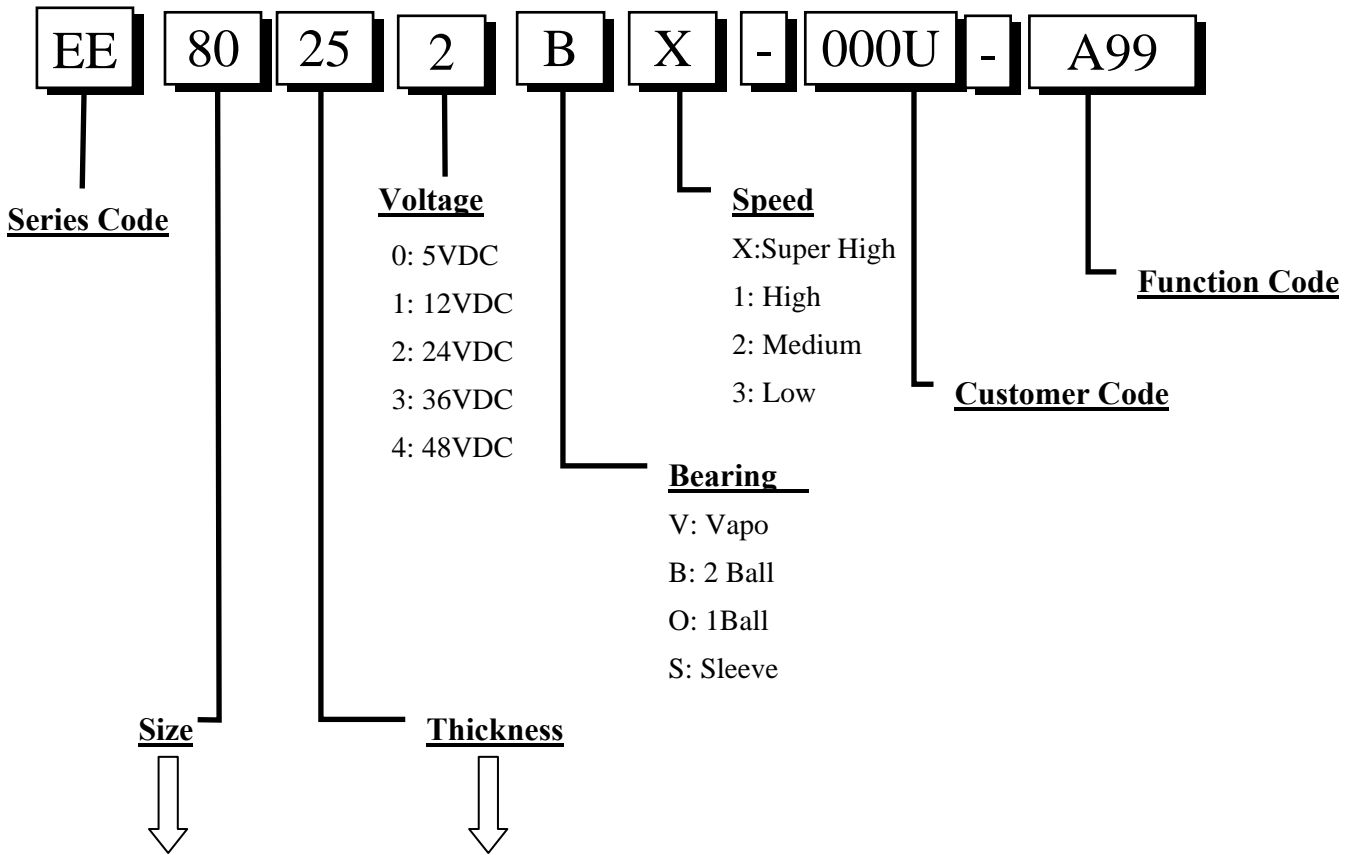 EE 80 25 2 B X - 000U - A99
Series Code
Voltage
0: 5VDC
1: 12VDC
2: 24VDC
3: 36VDC
4: 48VDC
Speed
X:Super High
1: High
2: Medium
3: Low
Function Code
Customer Code
Bearing
V: Vapo
B: 2 Ball
O: 1Ball
S: Sleeve
Size
Thickness